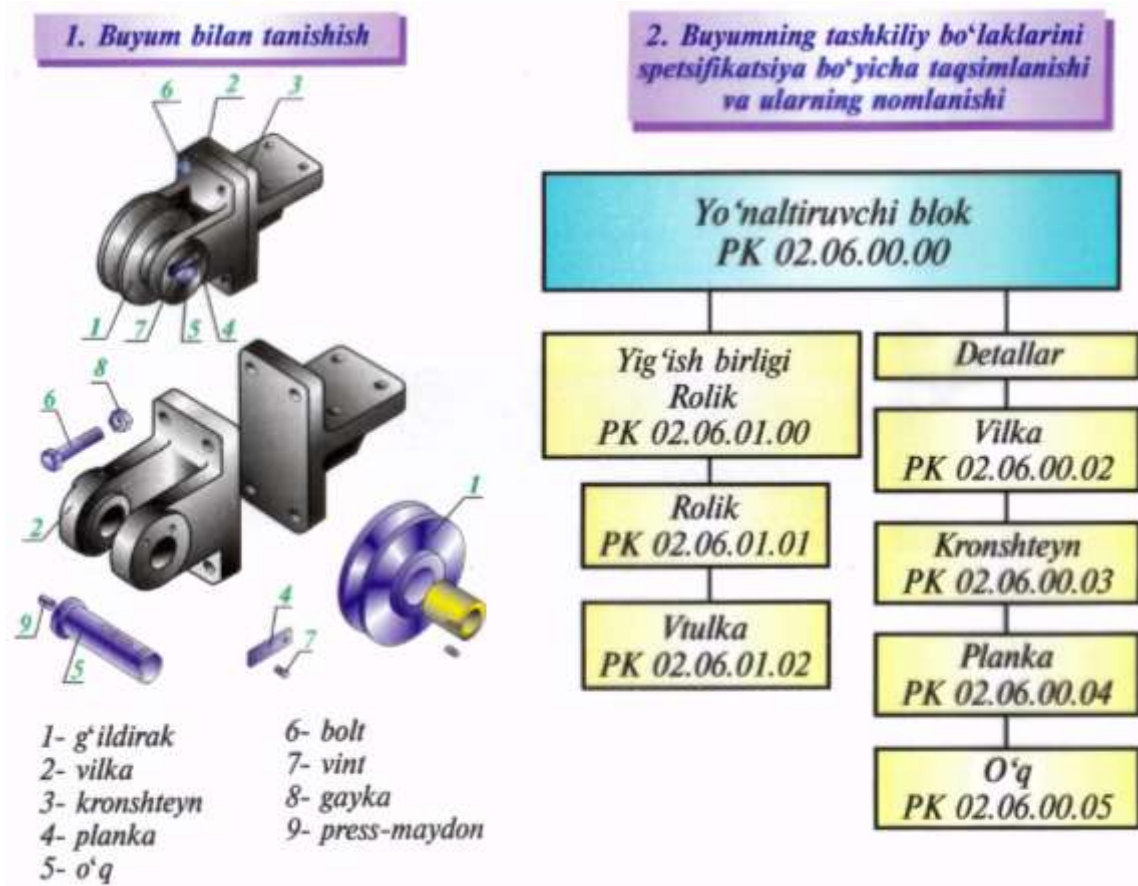 1. Buyum bilan tanishish
6
2
3
1
7
5
4
8
6
2
1
9
5
4
7
1- g‘ildirak
2- vilka
3- kronshteyn
4- planka
5- o‘q
6- bolt
7- vint
8- gayka
9- press-maydon
2. Buyumning tashkiliy bo‘laklarini
spetsifikatsiya bo‘yicha taqsimlanishi
va ularning nomlanishi
Yo‘naltiruvchi blok
PK 02.06.00.00
Yig‘ish birligi
Rolik
PK 02.06.01.00
Rolik
PK 02.06.01.01
Vtulka
PK 02.06.01.02
Detallar
Vilka
PK 02.06.00.02
Kronshteyn
PK 02.06.00.03
Planka
PK 02.06.00.04
O‘q
PK 02.06.00.05